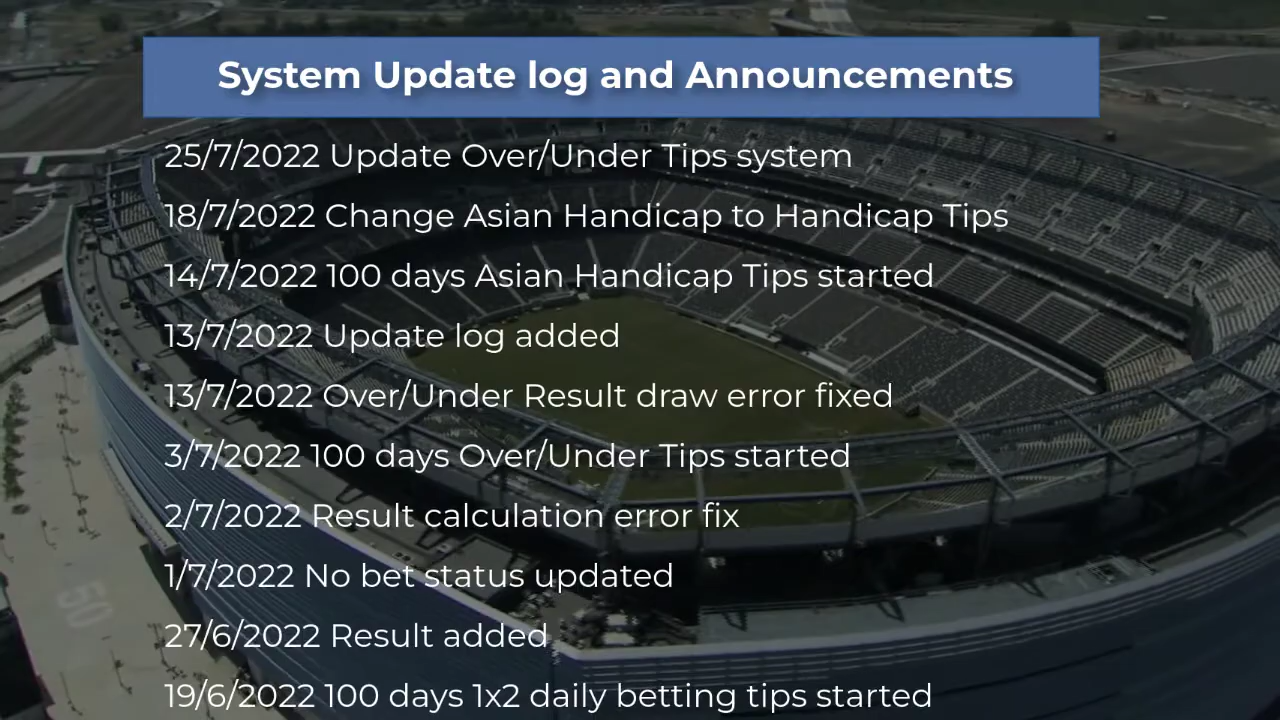 System Update log and Announcements
25/7/2022 Update Over/Under Tips system
18/7/2022 Change Asian Handicap to Handicap Tips
14/7/2022 100 days Asian Handicap Tips started
13/7/2022 Update log added
13/7/2022 Over/Under Result draw error fixed
3/7/2022 100 days Over/Under Tips started
2/7/2022 Result calculation error fix
1/7/2022 No bet status updated
27/6/2022 Result added
19/6/2022 100 days 1x2 daily betting tips started
50